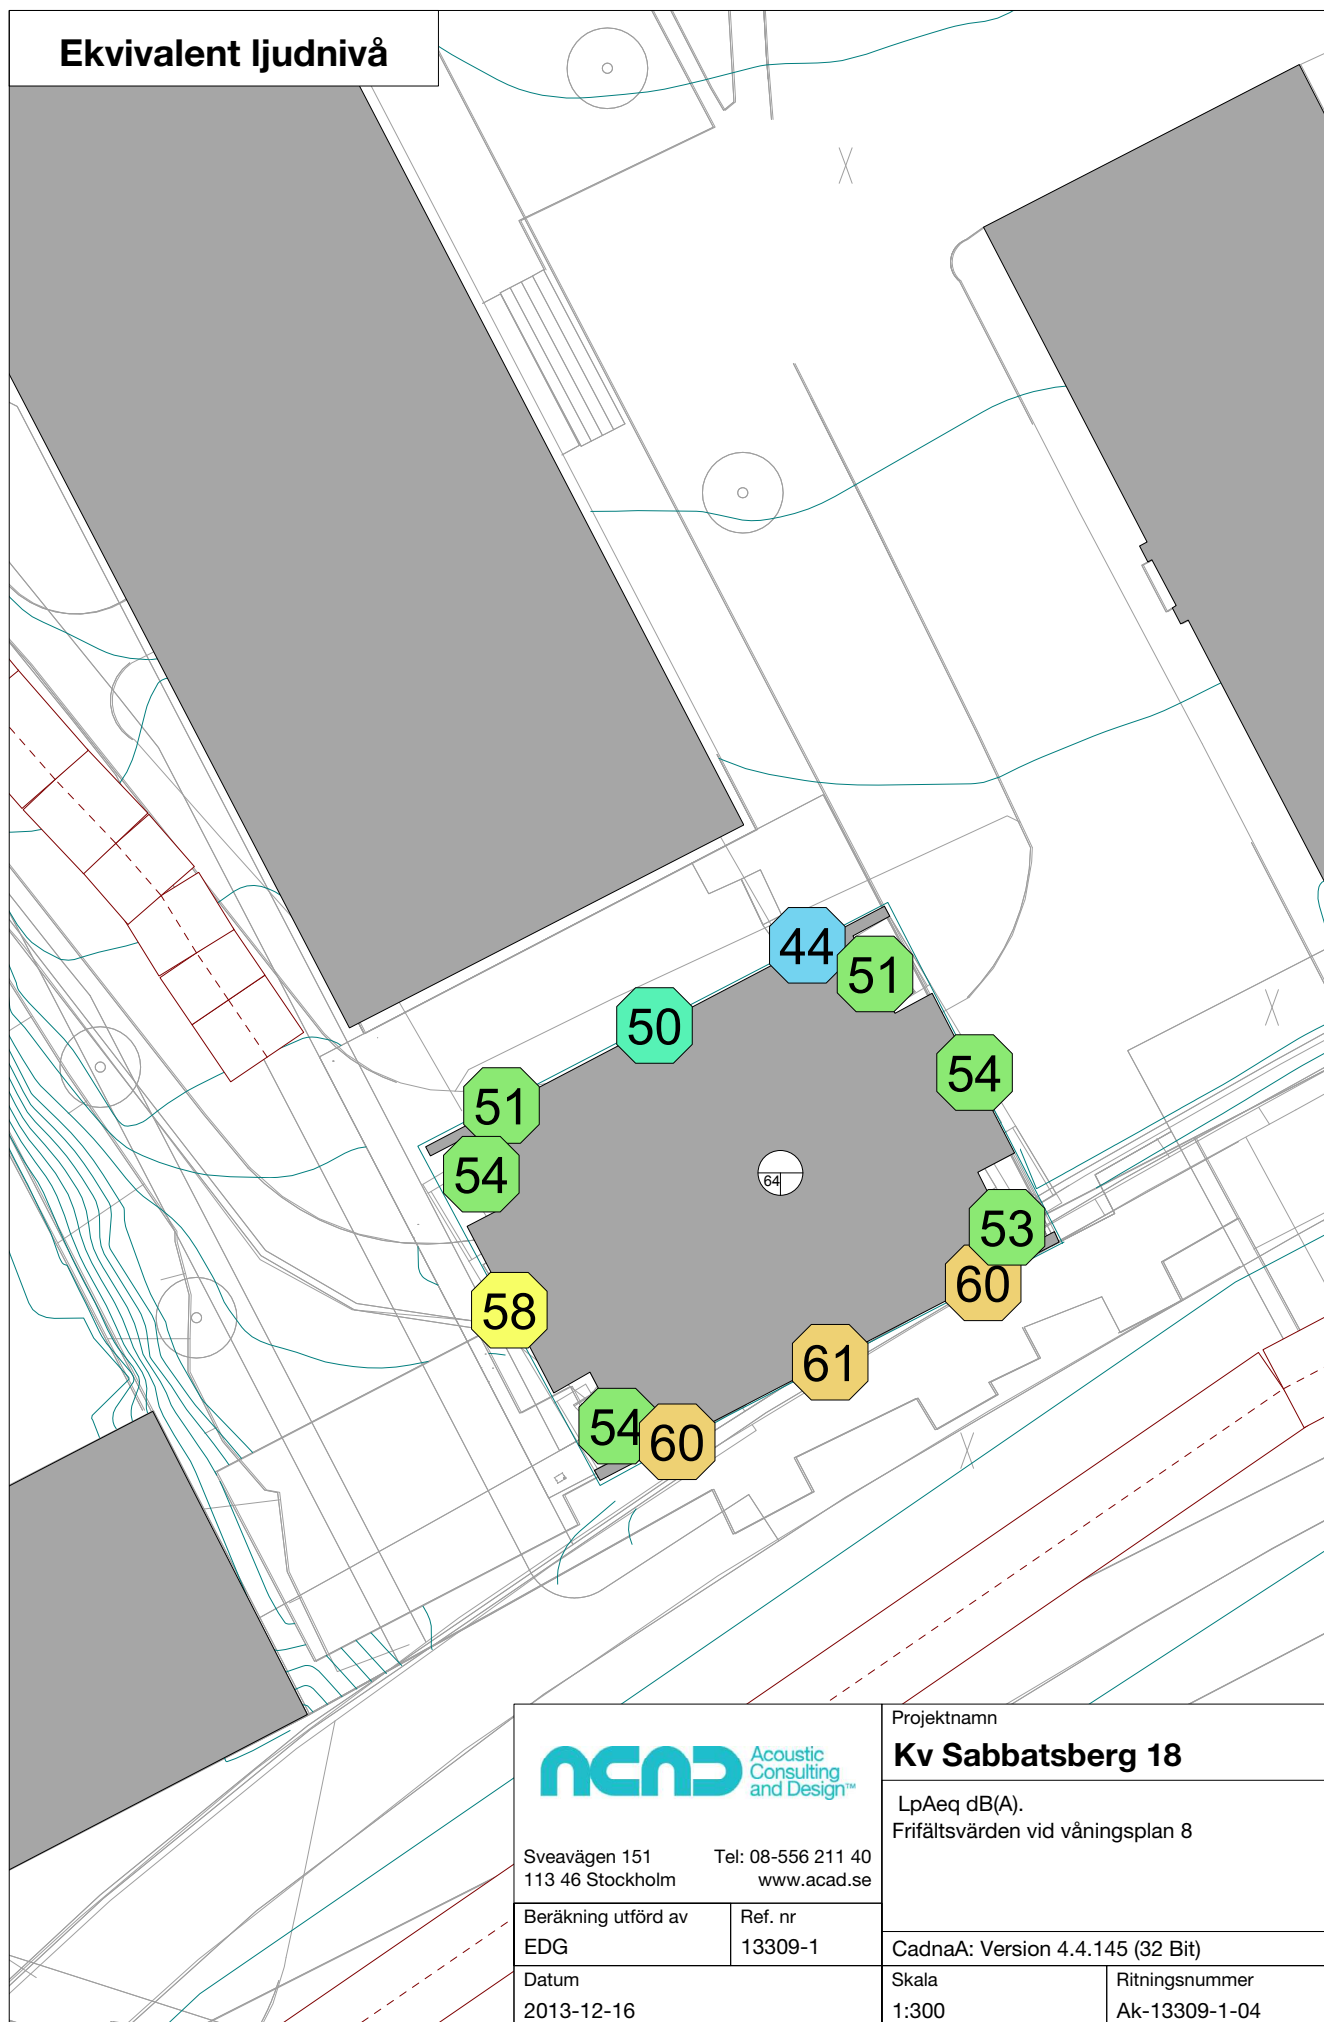 Ekvivalent ljudnivå
44
51
50
54
51
54
64
53
60
58
61
54
60
ACAD
Acoustic
Consulting
and Design™
Sveavägen 151
113 46 Stockholm
Tel: 08-556 211 40
www.acad.se
Beräkning utförd av
EDG
Ref. nr
13309-1
Datum
2013-12-16
Projektnamn
Kv Sabbatsberg 18
LpAeq dB(A).
Frifältsvärden vid våningsplan 8
CadnaA: Version 4.4.145 (32 Bit)
Skala
1:300
Ritningsnummer
Ak-13309-1-04